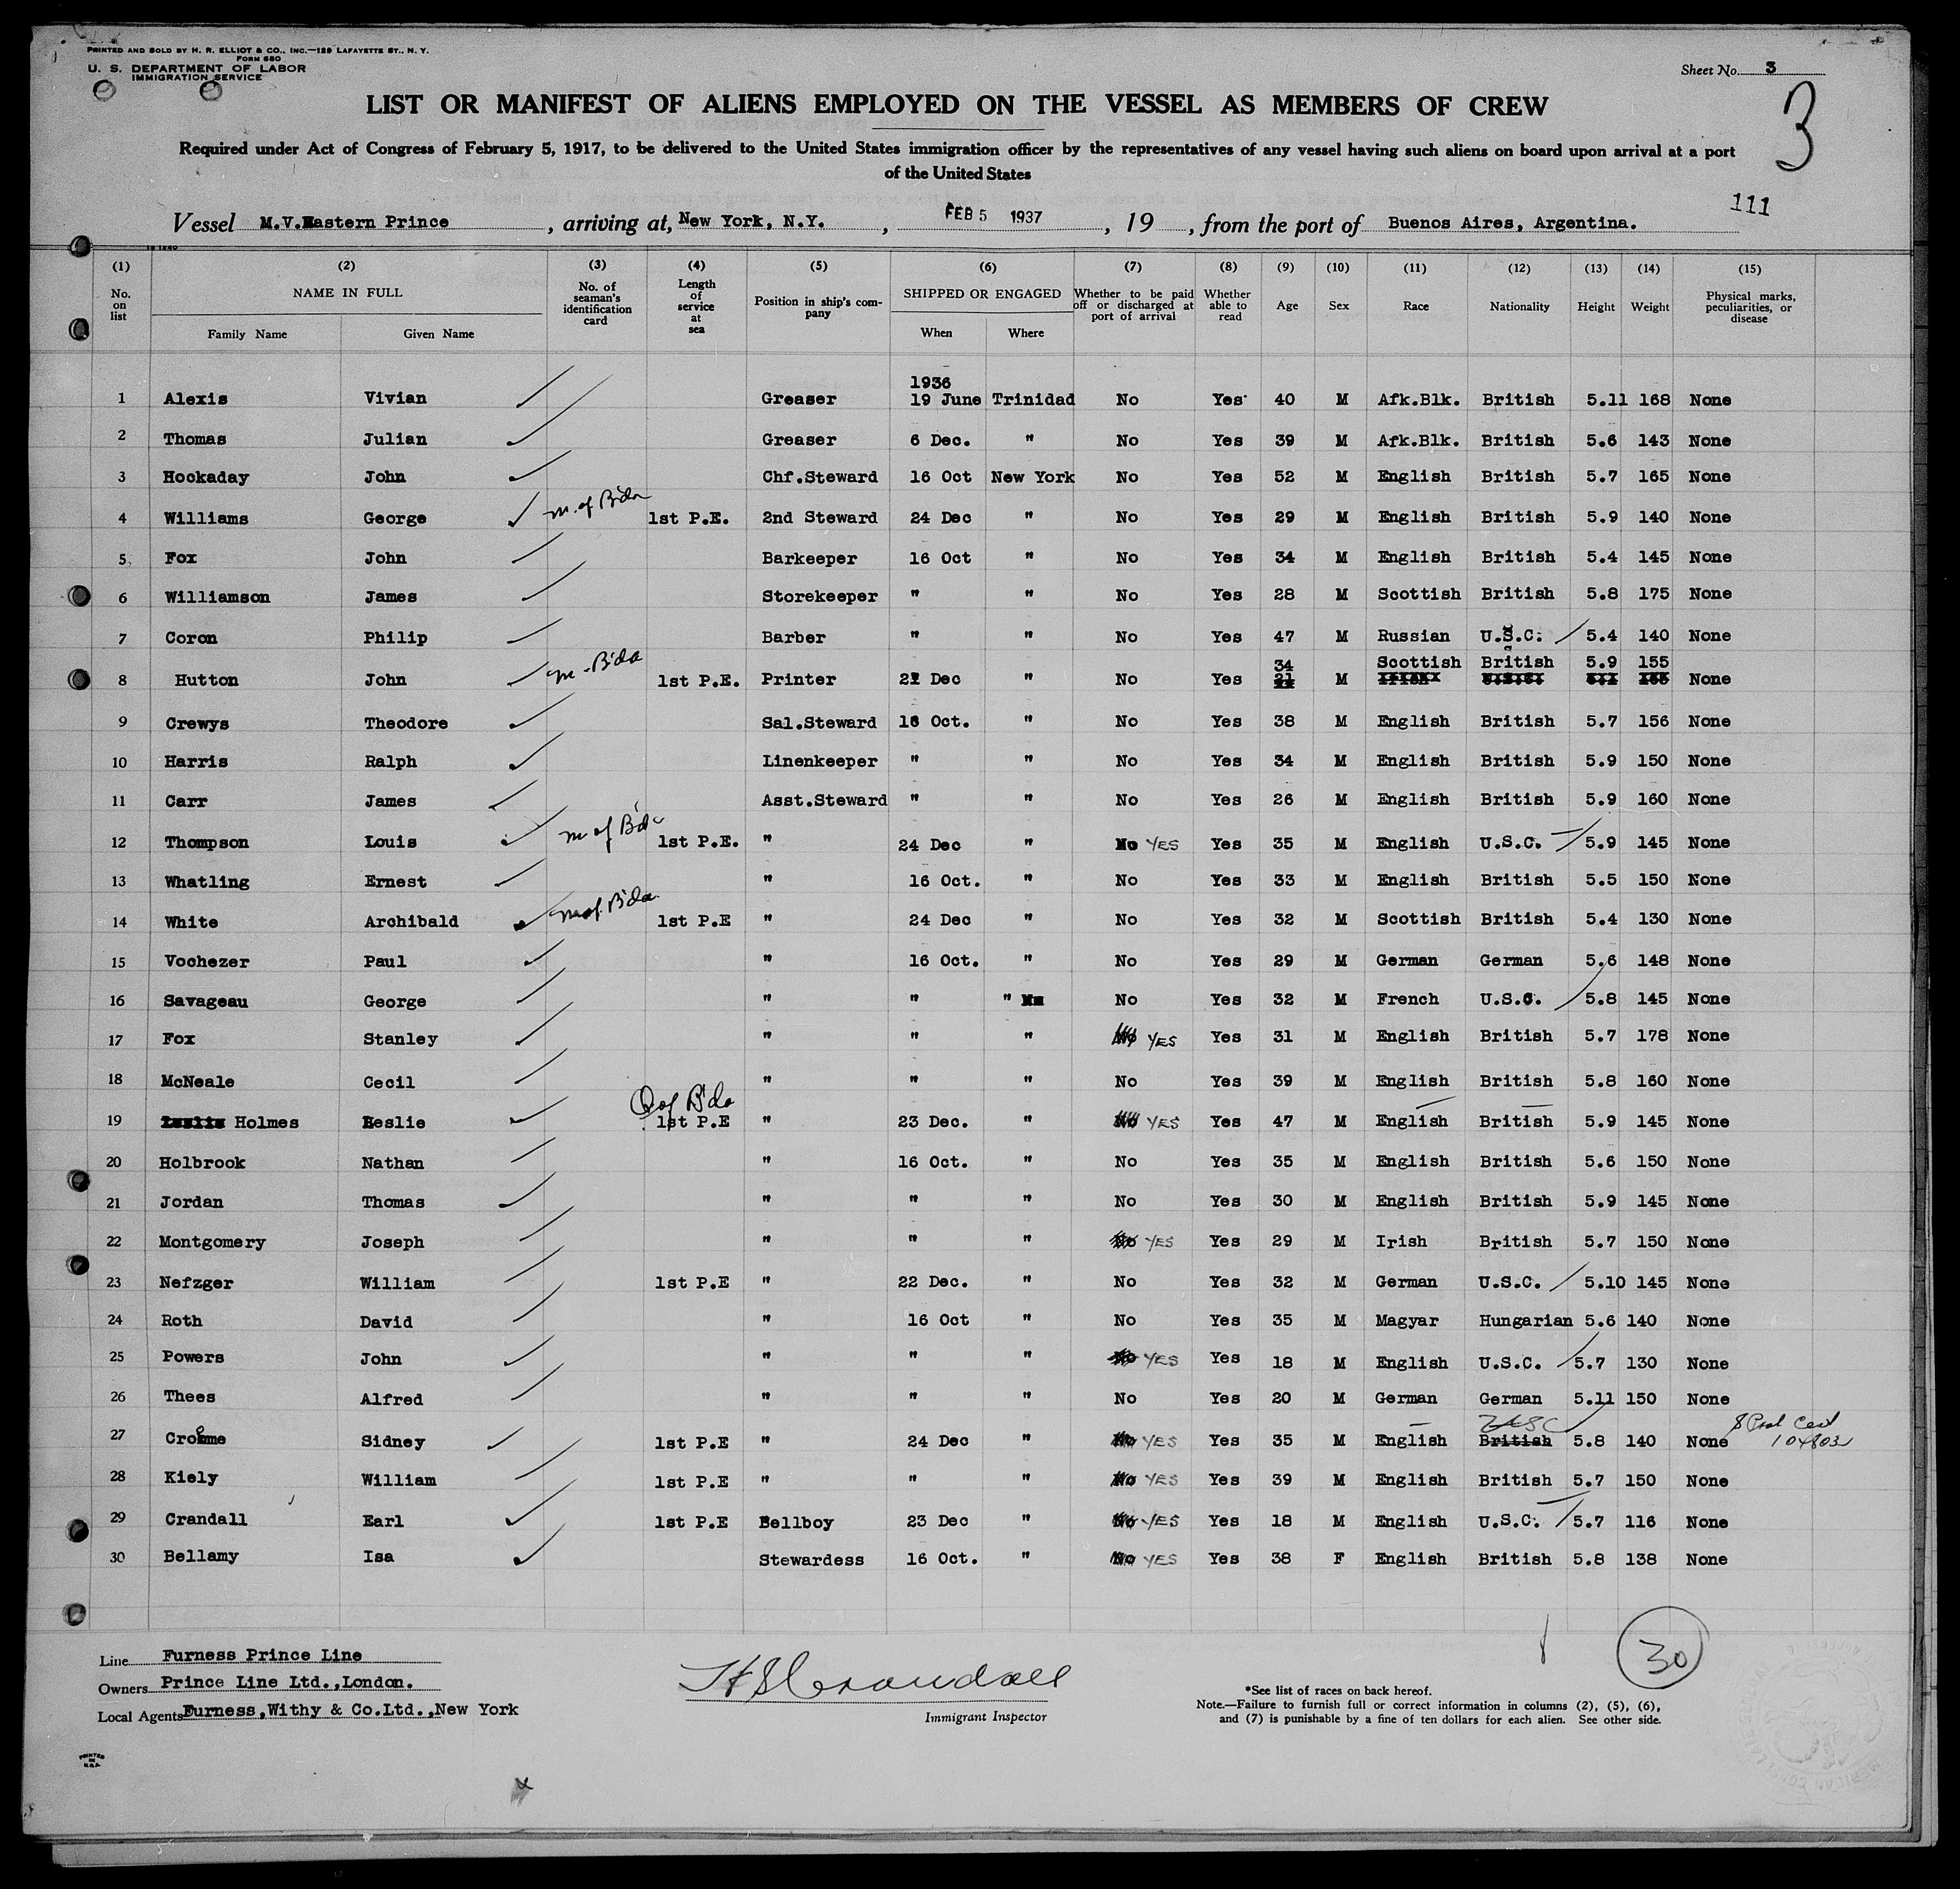 PRINTED AND SOLD BY H. R. ELLIOT & CO., INC.—129 LAFAYETTE ST., N. Y.
FORM 680
U. S. DEPARTMENT OF LABOR
IMMIGRATION SERVICE
Sheet No. 3
3
LIST OR MANIFEST OF ALIENS EMPLOYED ON THE VESSEL AS MEMBERS OF CREW
Required under Act of Congress of February 5, 1917, to be delivered to the United States immigration officer by the representatives of any vessel having such aliens on board upon arrival at a port
of the United States
111
Vessel M.V.Eastern Prince, arriving at, New York, N.Y., FEB 5 1937, 19, from the port of Buenos Aires, Argentina.
(1) (2) (3) (4) (5) (6) (7) (8) (9) (10) (11) (12) (13) (14) (15)
No. on list NAME IN FULL Family Name Given Name No. of seaman's identification card Length of service at sea Position in ship's company SHIPPED OR ENGAGED When Where Whether to be paid off or discharged at port of arrival Whether able to read Age Sex Race Nationality Height Weight Physical marks, peculiarities, or disease
1936
1 Alexis Vivian Greaser 19 June Trinidad No Yes 40 M Afk.Blk. British 5.11 168 None
2 Thomas Julian Greaser 6 Dec. " No Yes 39 M Afk.Blk. British 5.6 143 None
3 Hockaday John Chf.Steward 16 Oct New York No Yes 52 M English British 5.7 165 None
4 Williams George m. of B'da 1st P.E. 2nd Steward 24 Dec " No Yes 29 M English British 5.9 140 None
5 Fox John Barkeeper 16 Oct " No Yes 34 M English British 5.4 145 None
6 Williamson James Storekeeper " " No Yes 28 M Scottish British 5.8 175 None
7 Coron Philip Barber " " No Yes 47 M Russian U.S.C. 5.4 140 None
34 Scottish British 5.9 155
8 Hutton John m - B'da 1st P.E. Printer 22 Dec " No Yes 21 M Irish None
9 Crewys Theodore Sal.Steward 16 Oct. " No Yes 38 M English British 5.7 156 None
10 Harris Ralph Linenkeeper " " No Yes 34 M English British 5.9 150 None
11 Carr James Asst.Steward " " No Yes 26 M English British 5.9 160 None
12 Thompson Louis m of B'da 1st P.E. " 24 Dec " No YES Yes 35 M English U.S.C. 5.9 145 None
13 Whatling Ernest " 16 Oct. " No Yes 33 M English British 5.5 150 None
14 White Archibald m of B'da 1st P.E " 24 Dec " No Yes 32 M Scottish British 5.4 130 None
15 Vochezer Paul " 16 Oct. " No Yes 29 M German German 5.6 148 None
16 Savageau George " " " No Yes 32 M French U.S.C. 5.8 145 None
17 Fox Stanley " " " No YES Yes 31 M English British 5.7 178 None
18 McNeale Cecil " " " No Yes 39 M English British 5.8 160 None
19 Leslie Holmes Leslie Q of B'da 1st P.E " 23 Dec. " No YES Yes 47 M English British 5.9 145 None
20 Holbrook Nathan " 16 Oct. " No Yes 35 M English British 5.6 150 None
21 Jordan Thomas " " " No Yes 30 M English British 5.9 145 None
22 Montgomery Joseph " " " No YES Yes 29 M Irish British 5.7 150 None
23 Nefzger William 1st P.E " 22 Dec. " No Yes 32 M German U.S.C. 5.10 145 None
24 Roth David " 16 Oct " No Yes 35 M Magyar Hungarian 5.6 140 None
25 Powers John " " " No YES Yes 18 M English U.S.C. 5.7 130 None
26 Thees Alfred " " " No Yes 20 M German German 5.11 150 None
27 Crome Sidney 1st P.E " 24 Dec " No YES Yes 35 M English British USC 5.8 140 None 104803
28 Kiely William 1st P.E " " " No YES Yes 39 M English British 5.7 150 None
29 Crandall Earl 1st P.E Bellboy 23 Dec " No YES Yes 18 M English U.S.C. 5.7 116 None
30 Bellamy Isa Stewardess 16 Oct. " No YES Yes 38 F English British 5.8 138 None
30
Line Furness Prince Line
Owners Prince Line Ltd.,London.
Local Agents Furness,Withy & Co.Ltd.,New York
H S Crandall
Immigrant Inspector
*See list of races on back hereof.
Note.—Failure to furnish full or correct information in columns (2), (5), (6),
and (7) is punishable by a fine of ten dollars for each alien. See other side.
PRINTED
IN
U.S.A.